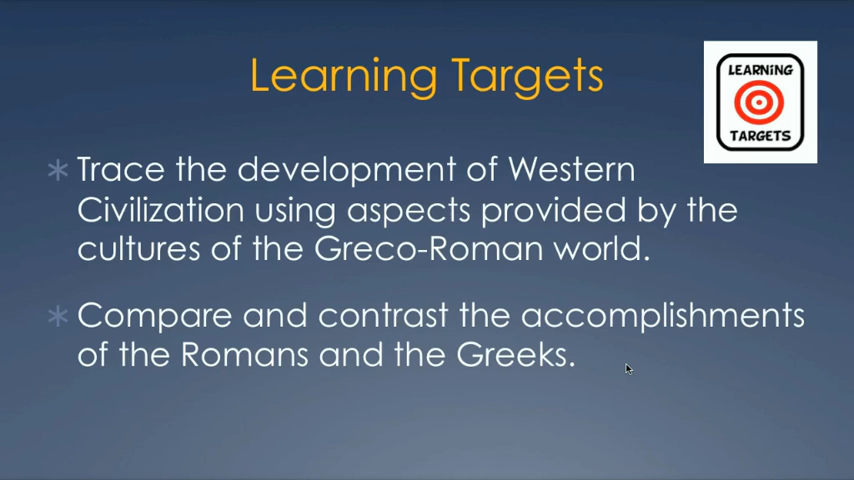 Learning Targets
LEARNING
TARGETS
Trace the development of Western
Civilization using aspects provided by the
cultures of the Greco-Roman world.
Compare and contrast the accomplishments
of the Romans and the Greeks.